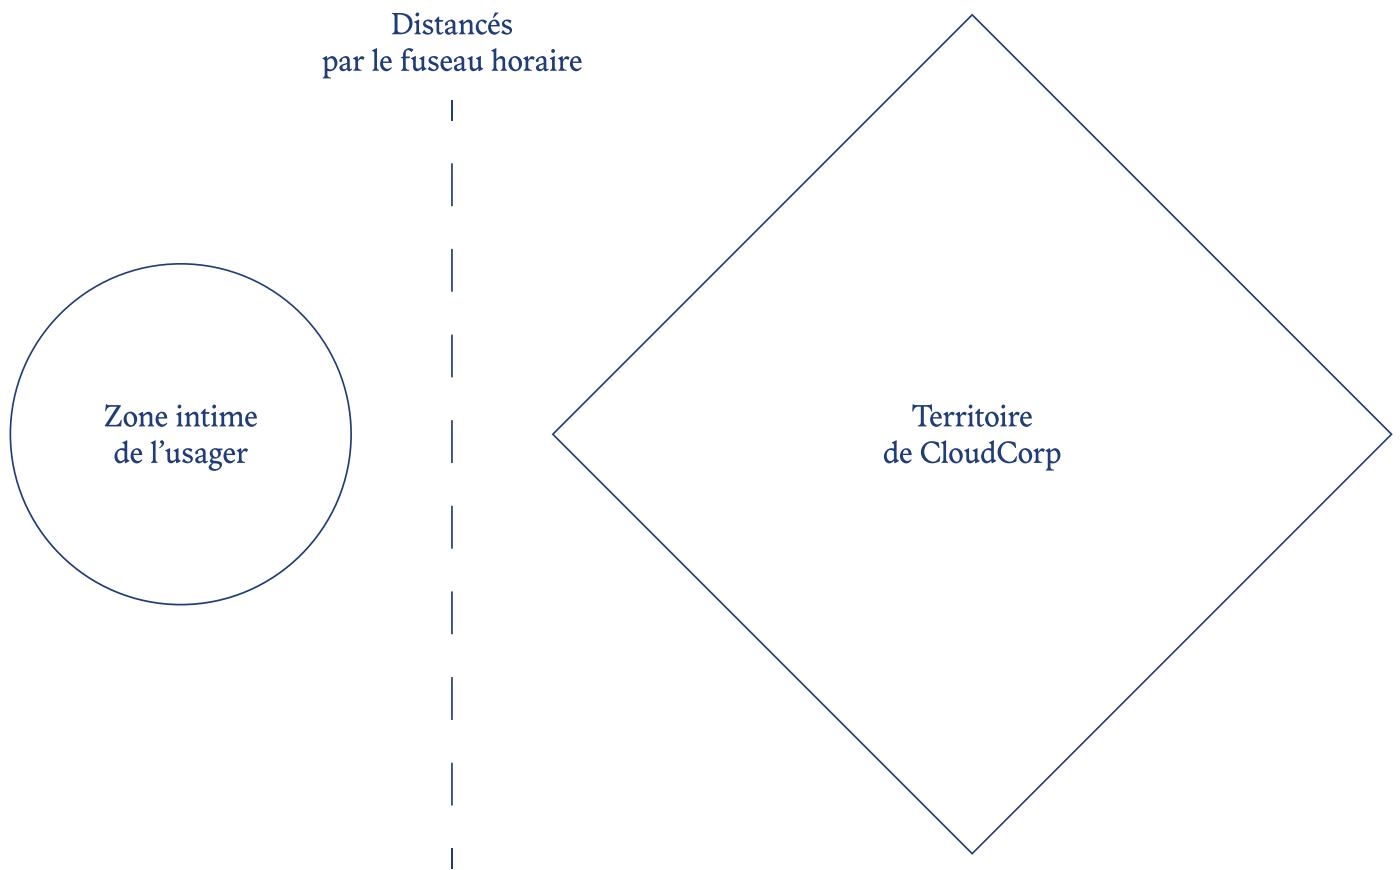 Distancés
par le fuseau horaire
Zone intime
de l’usager
Territoire
de CloudCorp